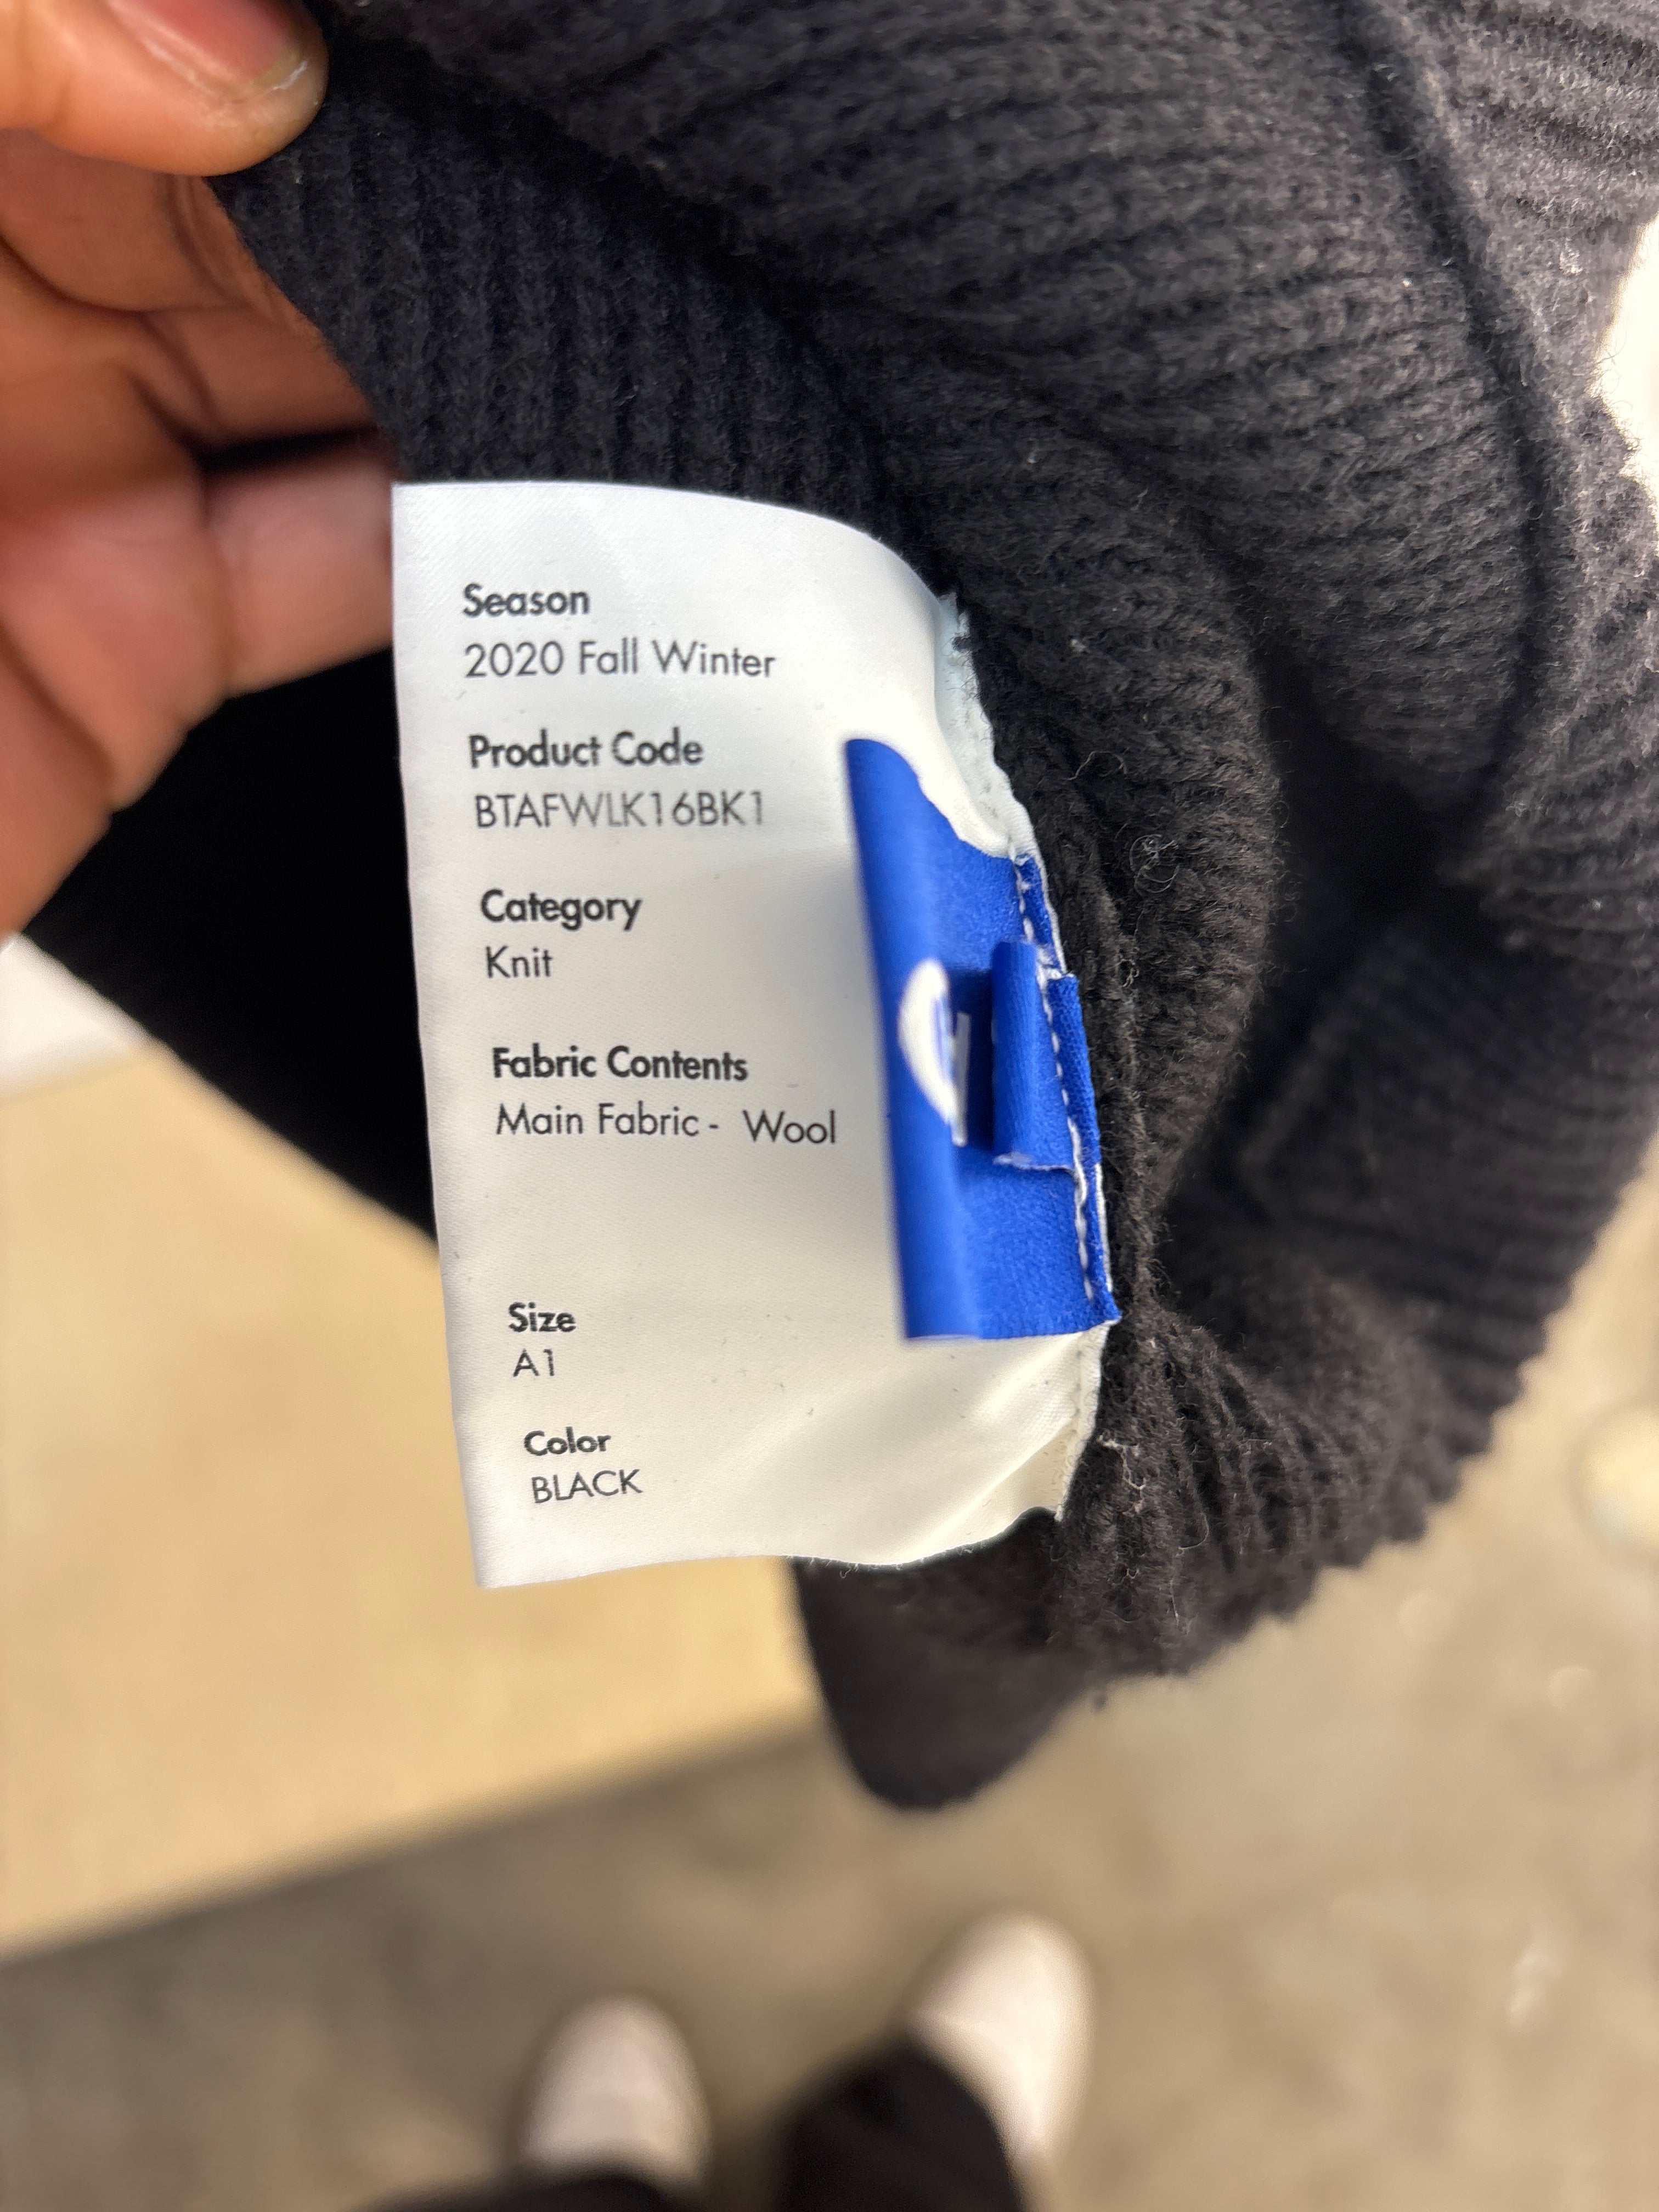 Season
2020 Fall Winter
Product Code
BTAFWLK16BK1
Category
Knit
Fabric Contents
Main Fabric - Wool
Size
A1
Color
BLACK